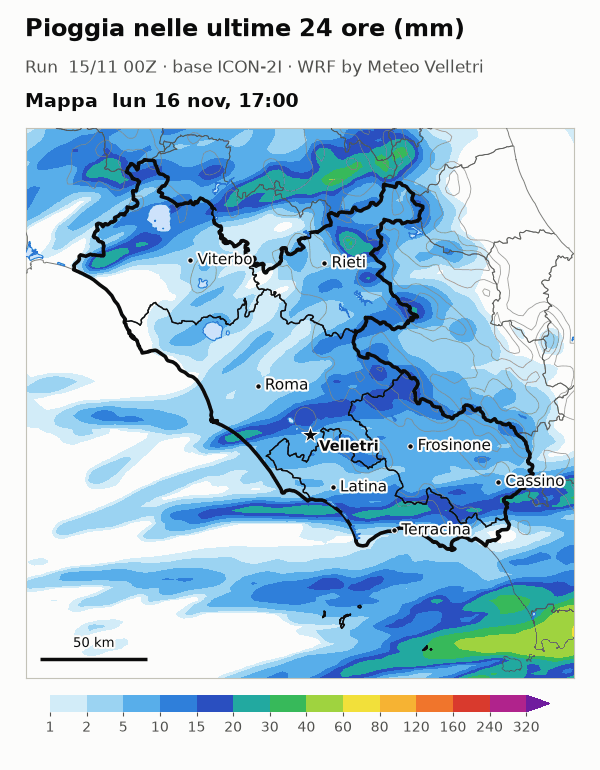 Pioggia nelle ultime 24 ore (mm)
Run  15/11 00Z · base ICON-2I · WRF by Meteo Velletri
Mappa  lun 16 nov, 17:00
Viterbo
Rieti
Roma
Velletri
Frosinone
Cassino
Latina
Terracina
50 km
1 2 5 10 15 20 30 40 60 80 120 160 240 320